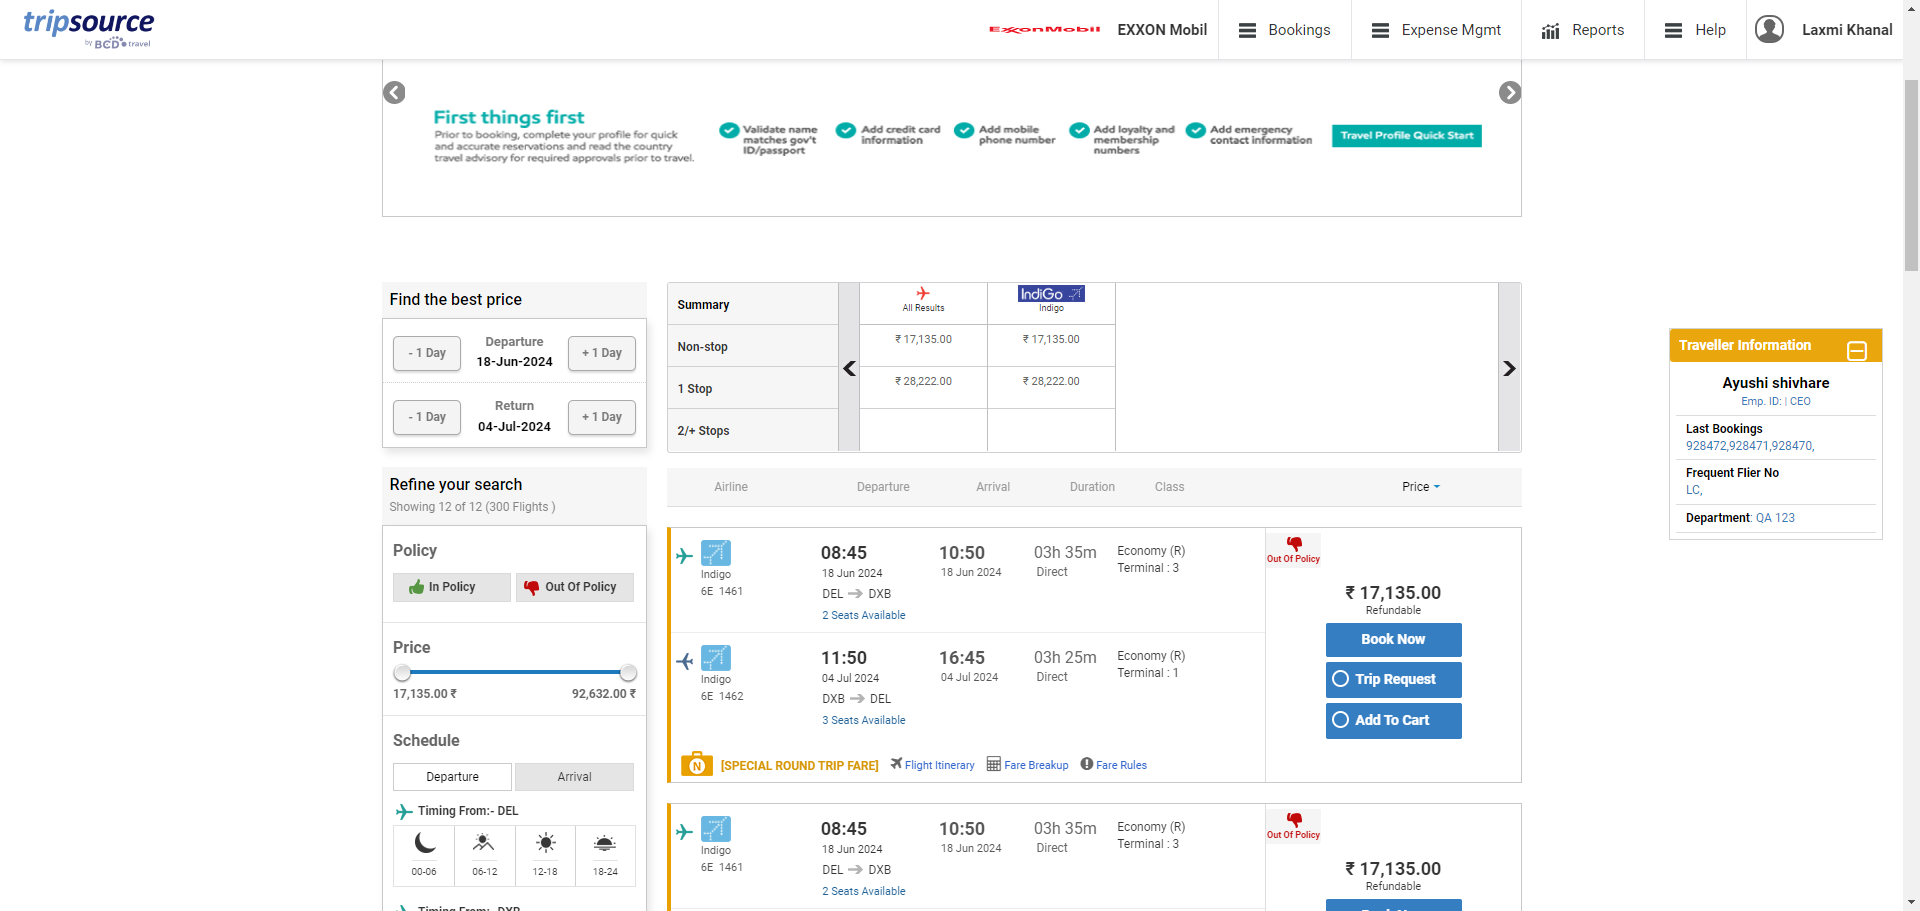 tripsource
by BCD travel
ExxonMobil
EXXON Mobil
Bookings
Expense Mgmt
Reports
Help
Laxmi Khanal
First things first
Prior to booking, complete your profile for quick
and accurate reservations and read the country
travel advisory for required approvals prior to travel.
Validate name
matches gov't
ID/passport
Add credit card
information
Add mobile
phone number
Add loyalty and
membership
numbers
Add emergency
contact information
Travel Profile Quick Start
Find the best price
- 1 Day
Departure
18-Jun-2024
+ 1 Day
- 1 Day
Return
04-Jul-2024
+ 1 Day
Refine your search
Showing 12 of 12 (300 Flights )
Policy
In Policy
Out Of Policy
Price
17,135.00 ₹
92,632.00 ₹
Schedule
Departure
Arrival
Timing From:- DEL
00-06
06-12
12-18
18-24
Timing From:- DXB
Summary
All Results
IndiGo
Indigo
Non-stop
₹ 17,135.00
₹ 17,135.00
1 Stop
₹ 28,222.00
₹ 28,222.00
2/+ Stops
Airline
Departure
Arrival
Duration
Class
Price
Indigo
6E 1461
08:45
18 Jun 2024
DEL
DXB
2 Seats Available
10:50
18 Jun 2024
03h 35m
Direct
Economy (R)
Terminal : 3
Indigo
6E 1462
11:50
04 Jul 2024
DXB
DEL
3 Seats Available
16:45
04 Jul 2024
03h 25m
Direct
Economy (R)
Terminal : 1
N
[SPECIAL ROUND TRIP FARE]
Flight Itinerary
Fare Breakup
Fare Rules
Out Of Policy
₹ 17,135.00
Refundable
Book Now
Trip Request
Add To Cart
Indigo
6E 1461
08:45
18 Jun 2024
DEL
DXB
2 Seats Available
10:50
18 Jun 2024
03h 35m
Direct
Economy (R)
Terminal : 3
Out Of Policy
₹ 17,135.00
Refundable
Book Now
Traveller Information
Ayushi shivhare
Emp. ID: | CEO
Last Bookings
928472,928471,928470,
Frequent Flier No
LC,
Department: QA 123